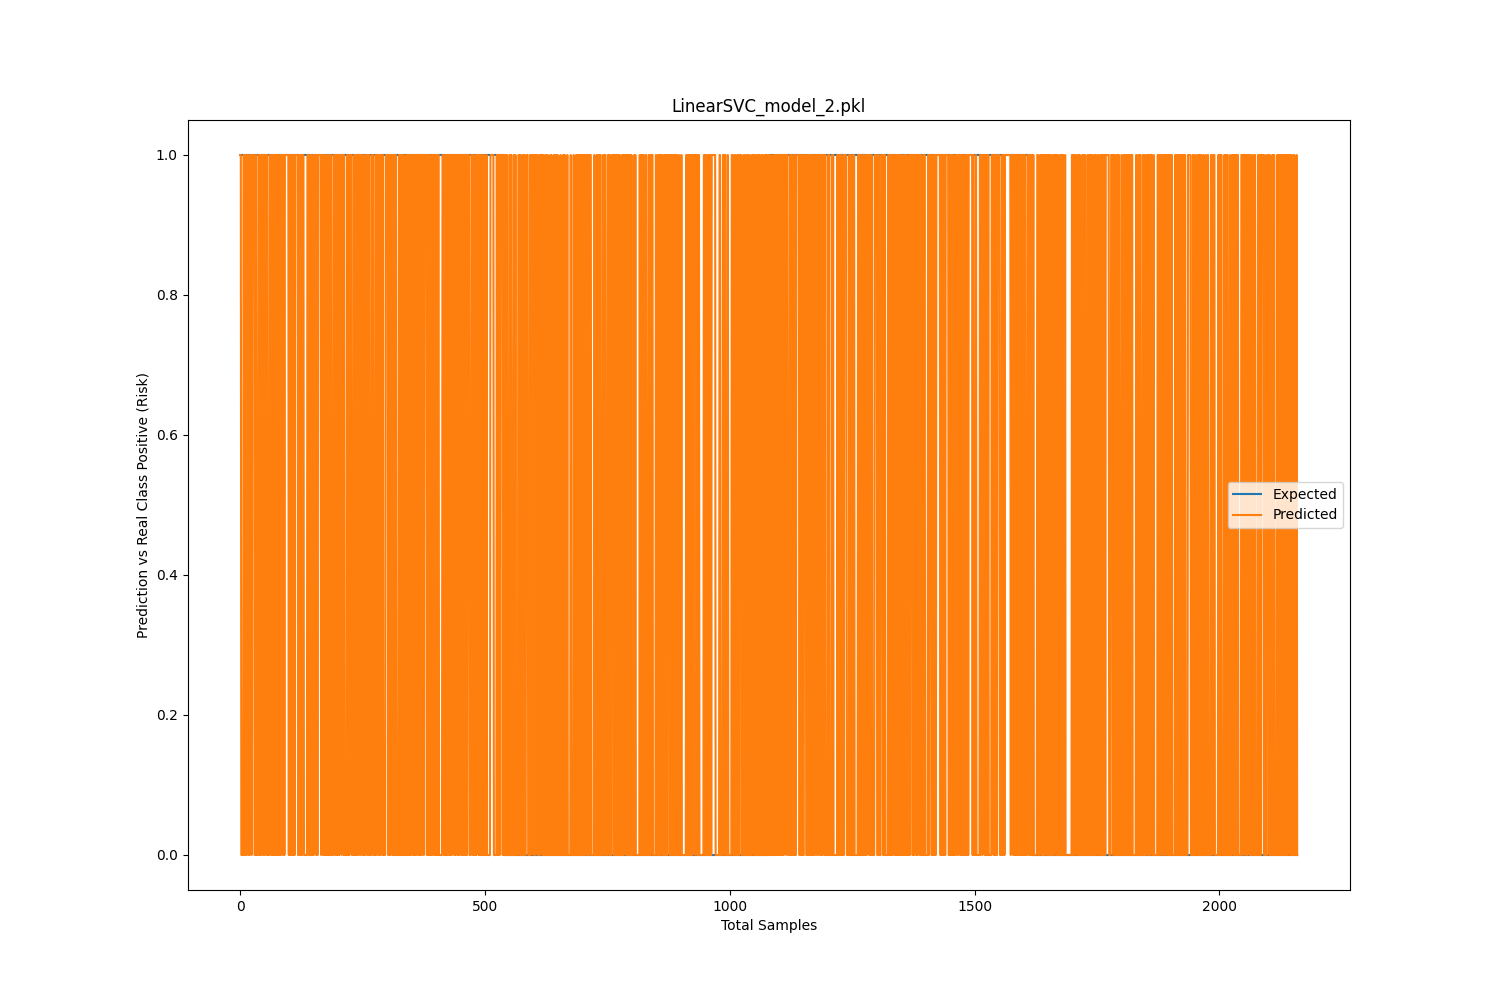 LinearSVC_model_2.pkl
Prediction vs Real Class Positive (Risk)
1.0
0.8
0.6
0.4
0.2
0.0
Expected
Predicted
0 500 1000 1500 2000
Total Samples